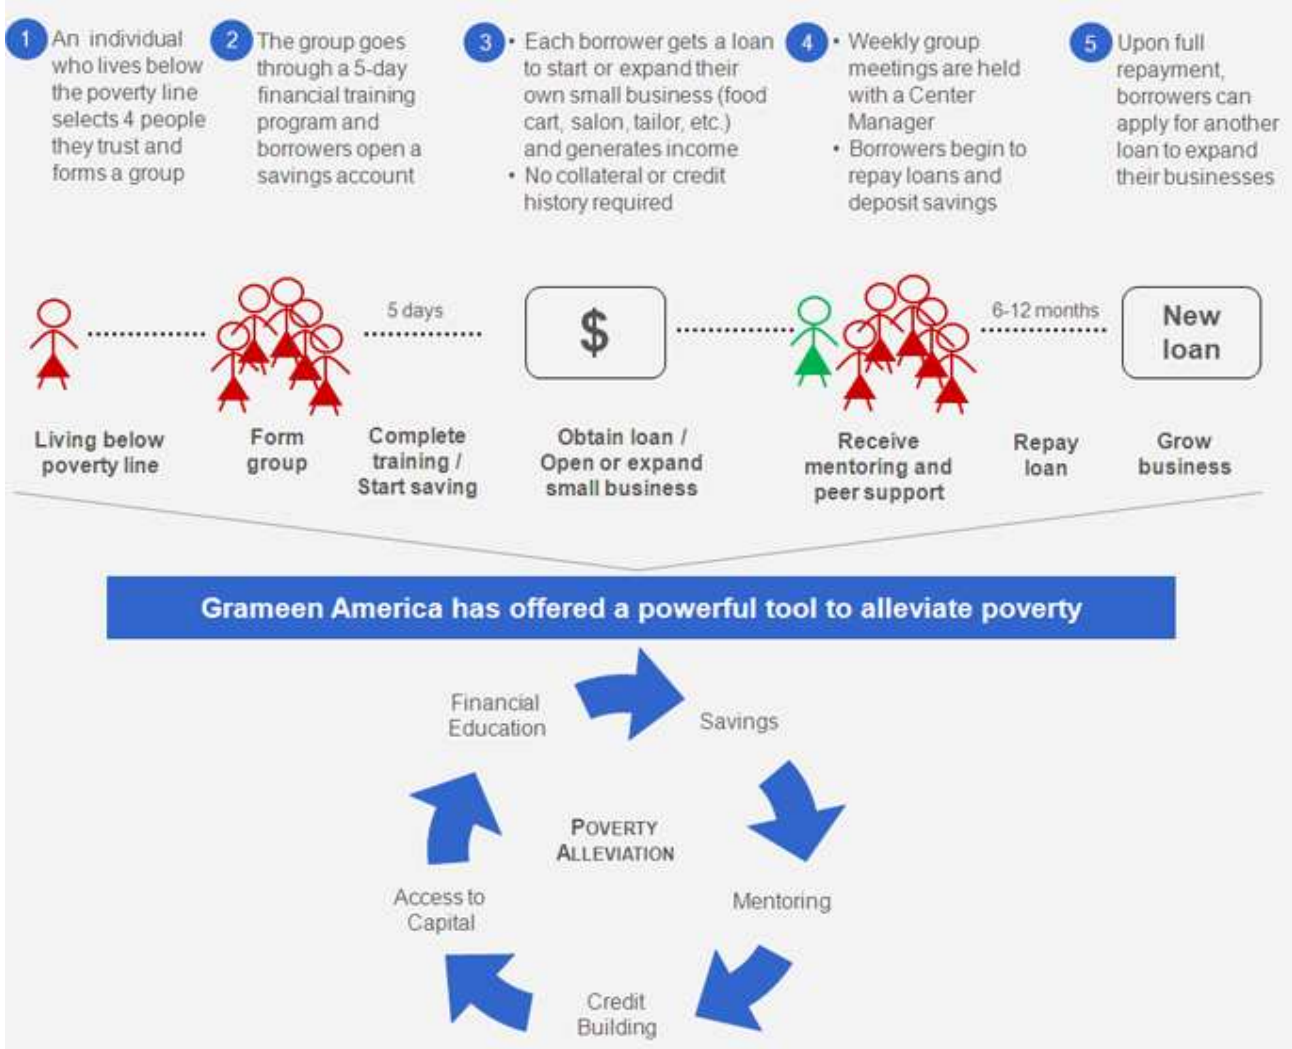 1
An individual
who lives below
the poverty line
selects 4 people
they trust and
forms a group
2
The group goes
through a 5-day
financial training
program and
borrowers open a
savings account
3
• Each borrower gets a loan
to start or expand their
own small business (food
cart, salon, tailor, etc.)
and generates income
• No collateral or credit
history required
4
• Weekly group
meetings are held
with a Center
Manager
• Borrowers begin to
repay loans and
deposit savings
5
Upon full
repayment,
borrowers can
apply for another
loan to expand
their businesses
5 days
$
6-12 months
New
loan
Living below
poverty line
Form
group
Complete
training /
Start saving
Obtain loan /
Open or expand
small business
Receive
mentoring and
peer support
Repay
loan
Grow
business
Grameen America has offered a powerful tool to alleviate poverty
Financial
Education
Savings
POVERTY
ALLEVIATION
Access to
Capital
Mentoring
Credit
Building